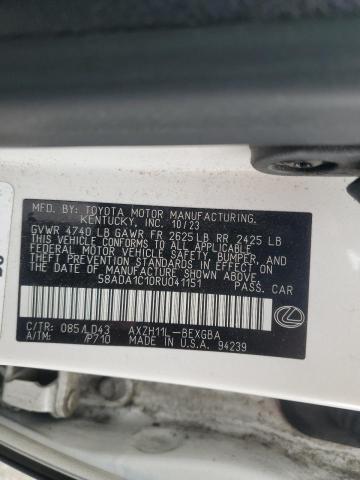 MFD. BY: TOYOTA MOTOR MANUFACTURING,
KENTUCKY, INC. 10/23
GVWR 4740 LB GAWR FR 2625 LB RR 2425 LB
THIS VEHICLE CONFORMS TO ALL APPLICABLE
FEDERAL MOTOR VEHICLE SAFETY, BUMPER, AND
THEFT PREVENTION STANDARDS IN EFFECT ON
THE DATE OF MANUFACTURE SHOWN ABOVE.
58ADA1C10RU041151 PASS. CAR
C/TR: 085/LD43 AXZH11L-BEXGBA
A/TM: /P710 MADE IN U.S.A. 94239